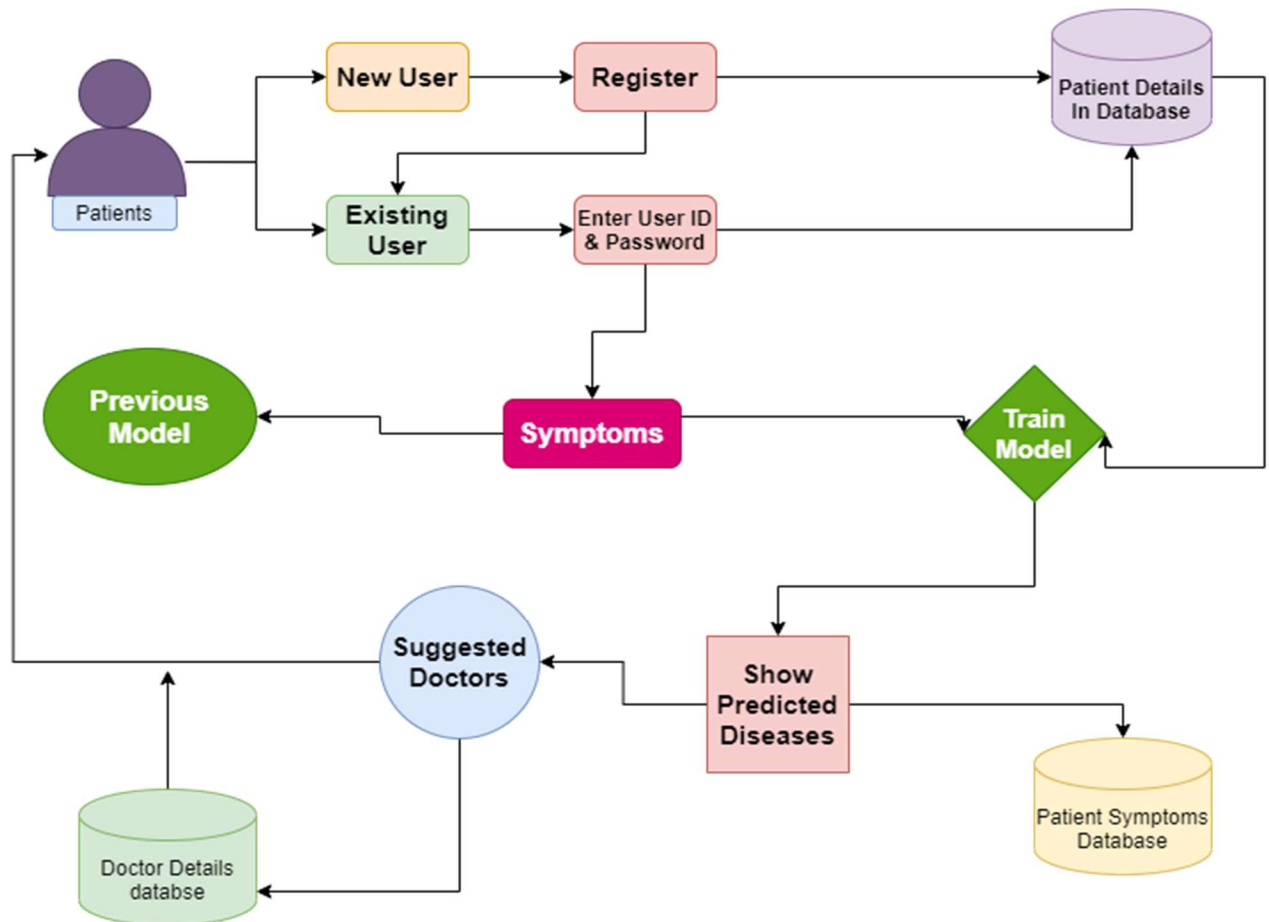 New User
Register
Patient Details
In Database
Patients
Existing
User
Enter User ID
& Password
Previous
Model
Symptoms
Train
Model
Suggested
Doctors
Show
Predicted
Diseases
Patient Symptoms
Database
Doctor Details
databse